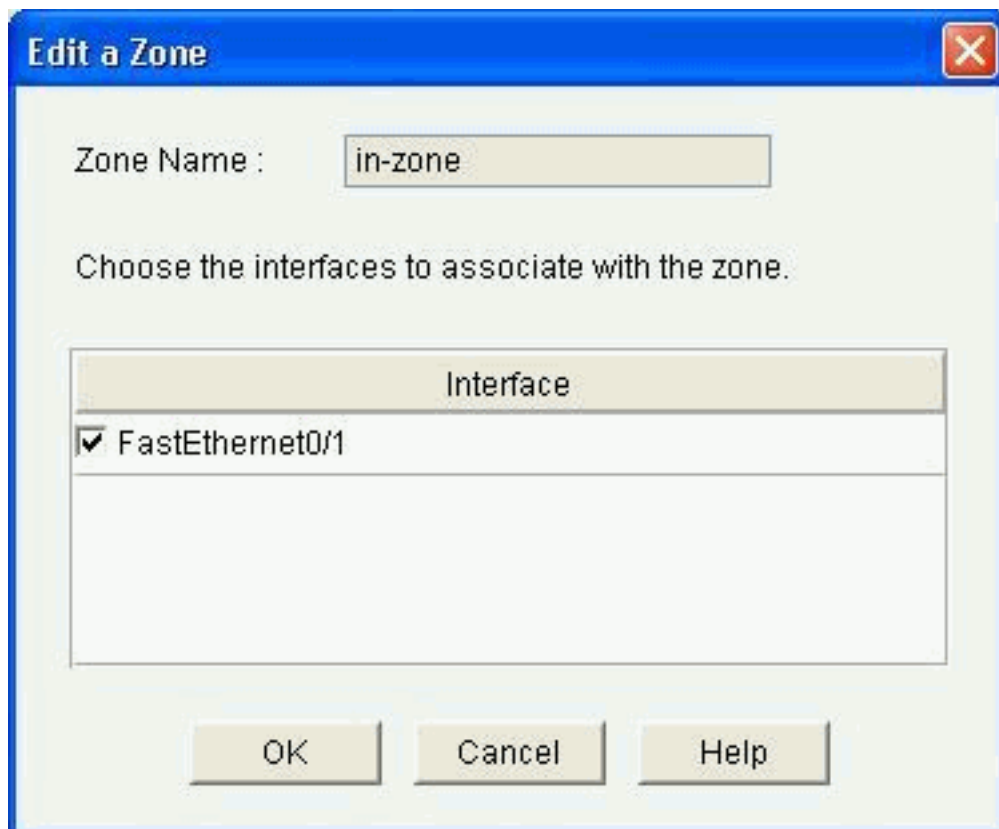 Edit a Zone
Zone Name : in-zone
Choose the interfaces to associate with the zone.
Interface
FastEthernet0/1
OK Cancel Help